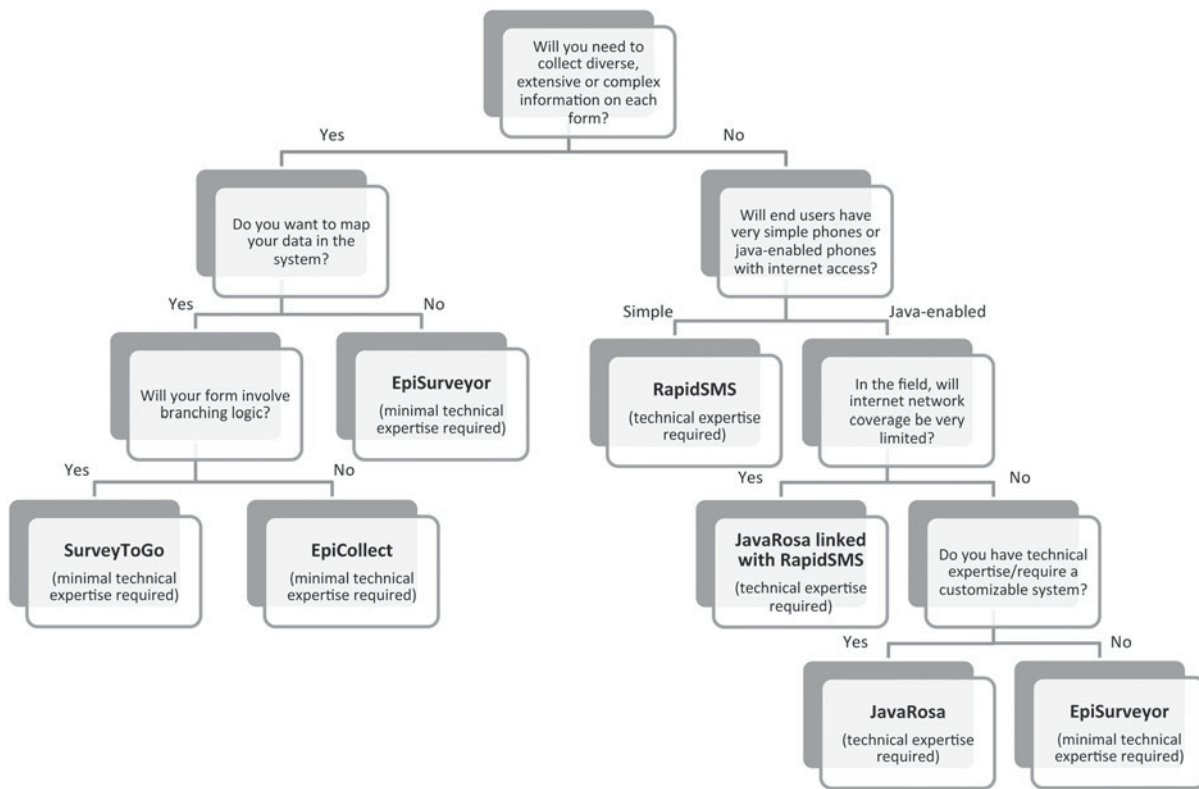 Will you need to
collect diverse,
extensive or complex
information on each
form?
Yes
No
Do you want to map
your data in the
system?
Will end users have
very simple phones or
java-enabled phones
with internet access?
Yes
No
Simple
Java-enabled
Will your form involve
branching logic?
EpiSurveyor
(minimal technical
expertise required)
RapidSMS
(technical expertise
required)
In the field, will
internet network
coverage be very
limited?
Yes
No
Yes
No
SurveyToGo
(minimal technical
expertise required)
EpiCollect
(minimal technical
expertise required)
JavaRosa linked
with RapidSMS
(technical expertise
required)
Do you have technical
expertise/require a
customizable system?
Yes
No
JavaRosa
(technical expertise
required)
EpiSurveyor
(minimal technical
expertise required)